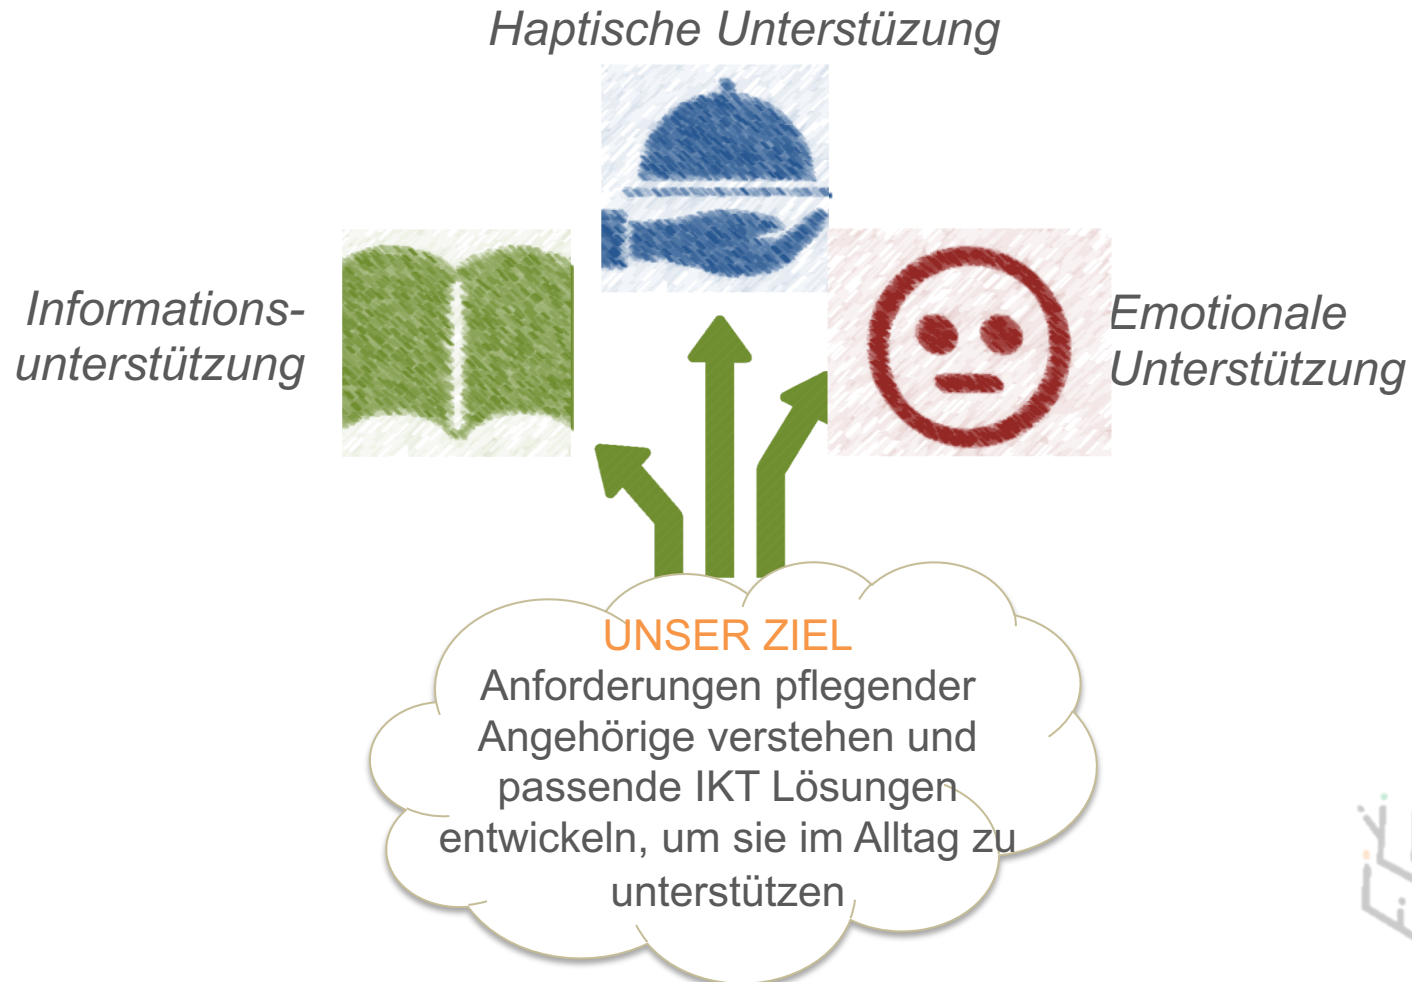 Haptische Unterstüzung
Informations-
unterstützung
Emotionale
Unterstützung
UNSER ZIEL
Anforderungen pflegender
Angehörige verstehen und
passende IKT Lösungen
entwickeln, um sie im Alltag zu
unterstützen